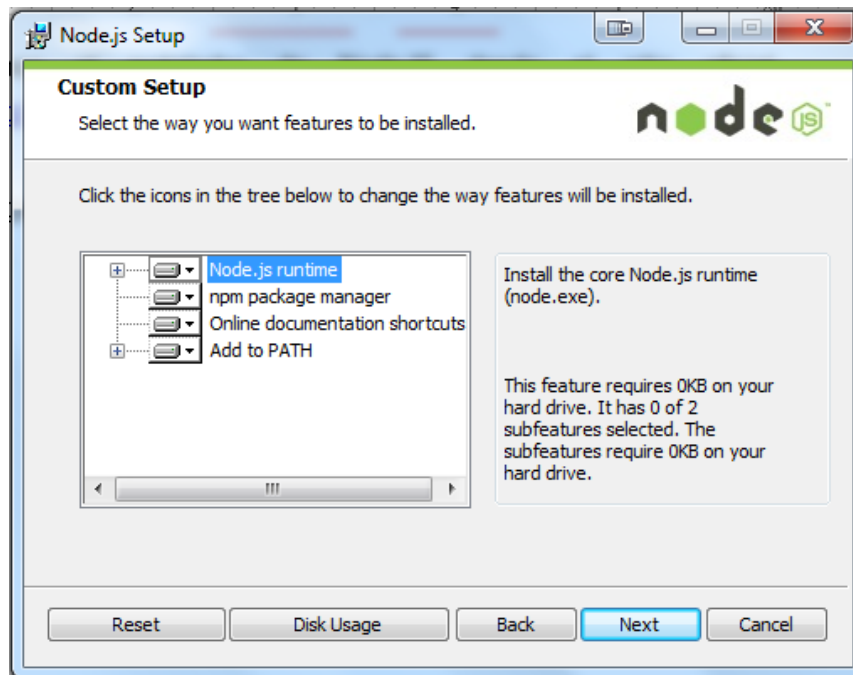 Node.js Setup
Custom Setup
Select the way you want features to be installed.
node JS
Click the icons in the tree below to change the way features will be installed.
Node.js runtime
npm package manager
Online documentation shortcuts
Add to PATH
Install the core Node.js runtime
(node.exe).
This feature requires 0KB on your
hard drive. It has 0 of 2
subfeatures selected. The
subfeatures require 0KB on your
hard drive.
Reset
Disk Usage
Back
Next
Cancel